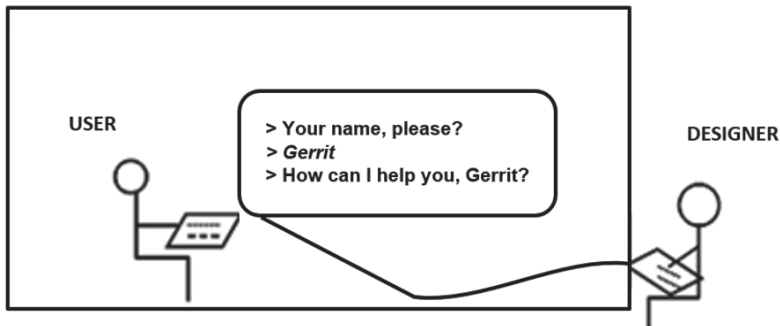 USER
> Your name, please?
> Gerrit
> How can I help you, Gerrit?
DESIGNER